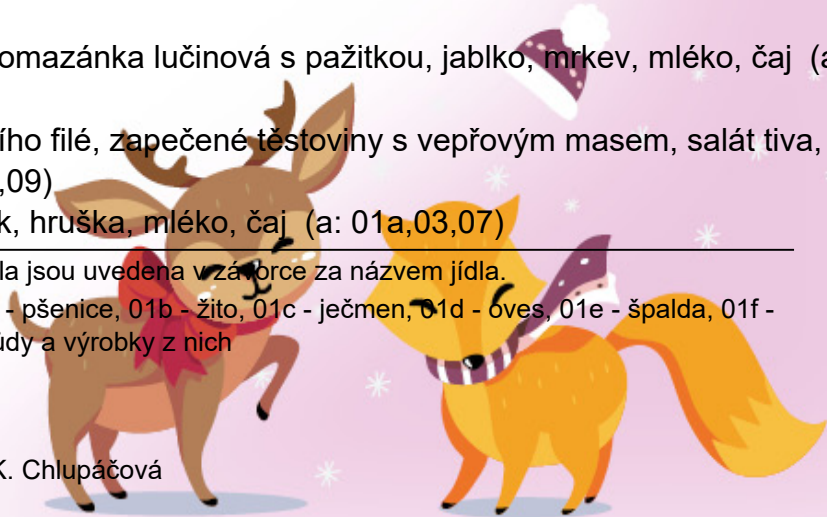 omazánka lučinová s pažitkou, jablko, mrkev, mléko, čaj (a
ího filé, zapečené těstoviny s vepřovým masem, salát tiva,
,09)
k, hruška, mléko, čaj (a: 01a,03,07)
la jsou uvedena v závorce za názvem jídla.
- pšenice, 01b - žito, 01c - ječmen, 01d - oves, 01e - špalda, 01f -
ůdy a výrobky z nich
K. Chlupáčová